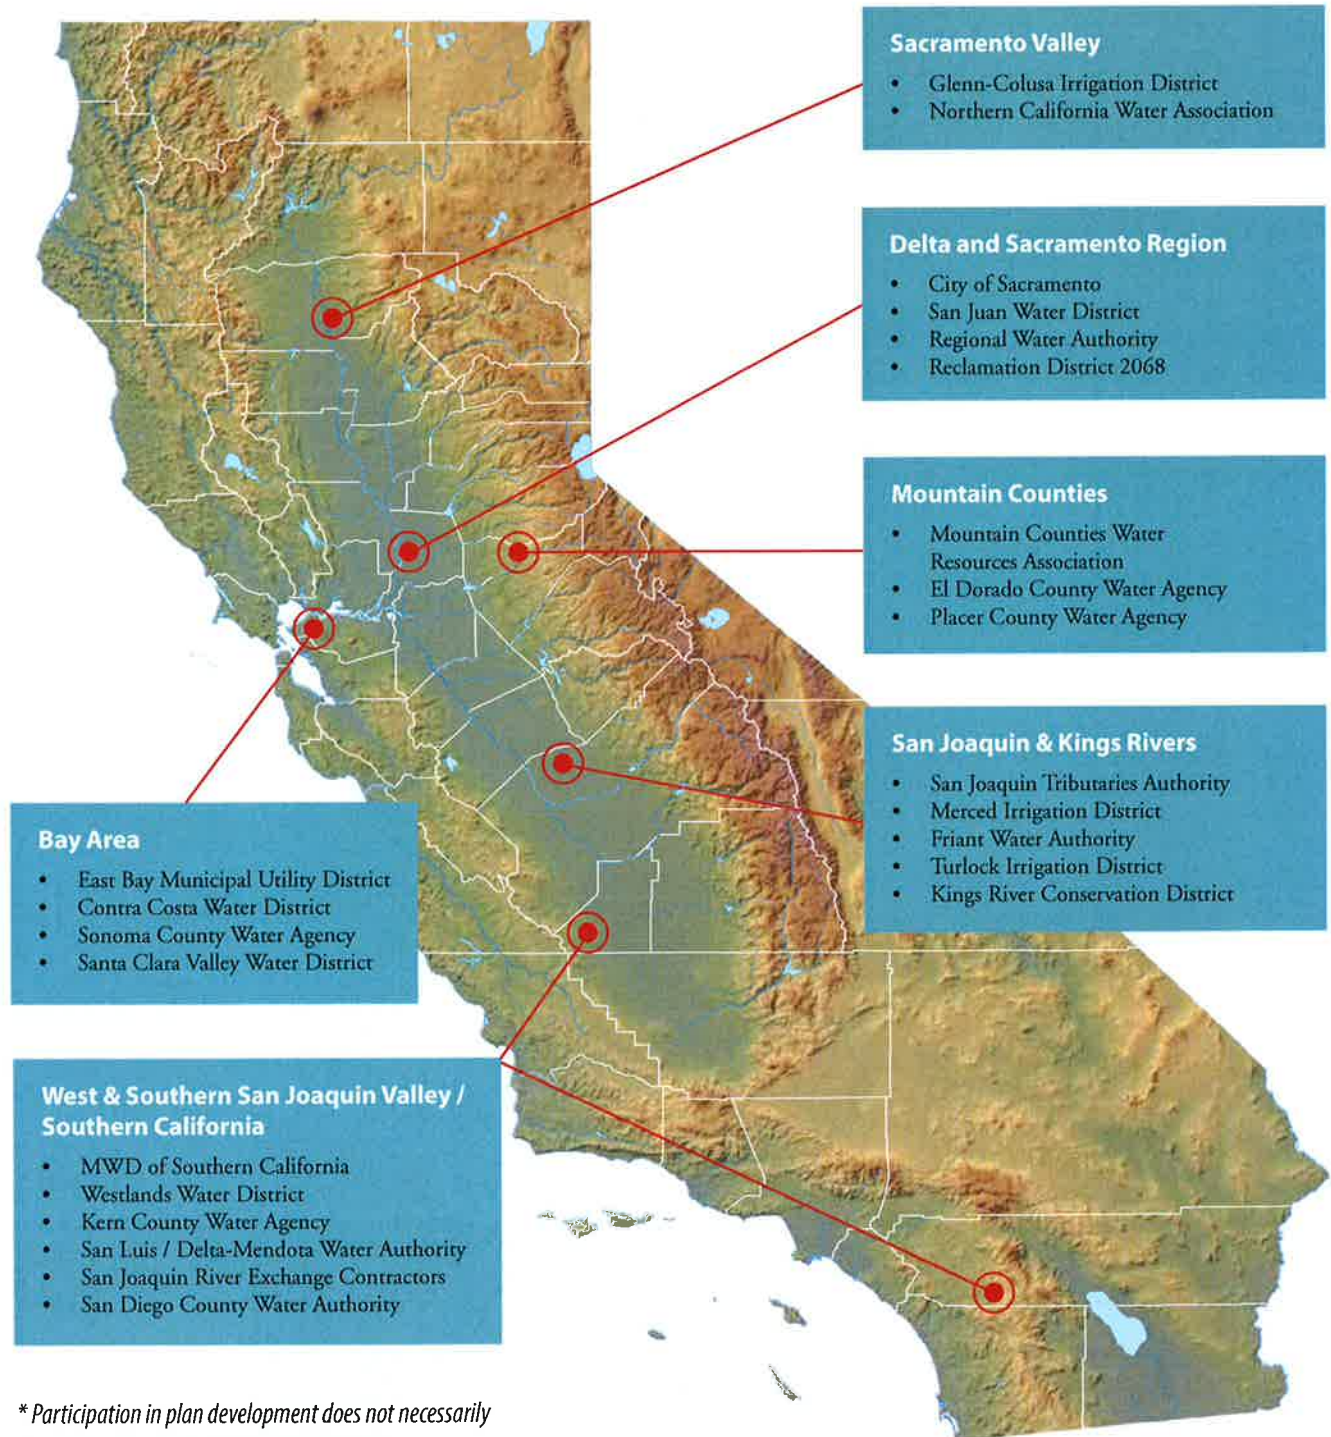 Sacramento Valley
• Glenn-Colusa Irrigation District
• Northern California Water Association
Delta and Sacramento Region
• City of Sacramento
• San Juan Water District
• Regional Water Authority
• Reclamation District 2068
Mountain Counties
• Mountain Counties Water
Resources Association
• El Dorado County Water Agency
• Placer County Water Agency
San Joaquin & Kings Rivers
• San Joaquin Tributaries Authority
• Merced Irrigation District
• Friant Water Authority
• Turlock Irrigation District
• Kings River Conservation District
Bay Area
• East Bay Municipal Utility District
• Contra Costa Water District
• Sonoma County Water Agency
• Santa Clara Valley Water District
West & Southern San Joaquin Valley /
Southern California
• MWD of Southern California
• Westlands Water District
• Kern County Water Agency
• San Luis / Delta-Mendota Water Authority
• San Joaquin River Exchange Contractors
• San Diego County Water Authority
* Participation in plan development does not necessarily